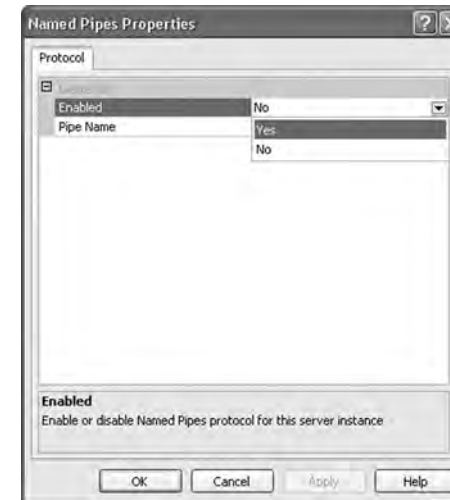 Named Pipes Properties
Protocol
Enabled No
Pipe Name
Yes
No
Enabled
Enable or disable Named Pipes protocol for this server instance
OK Cancel Apply Help